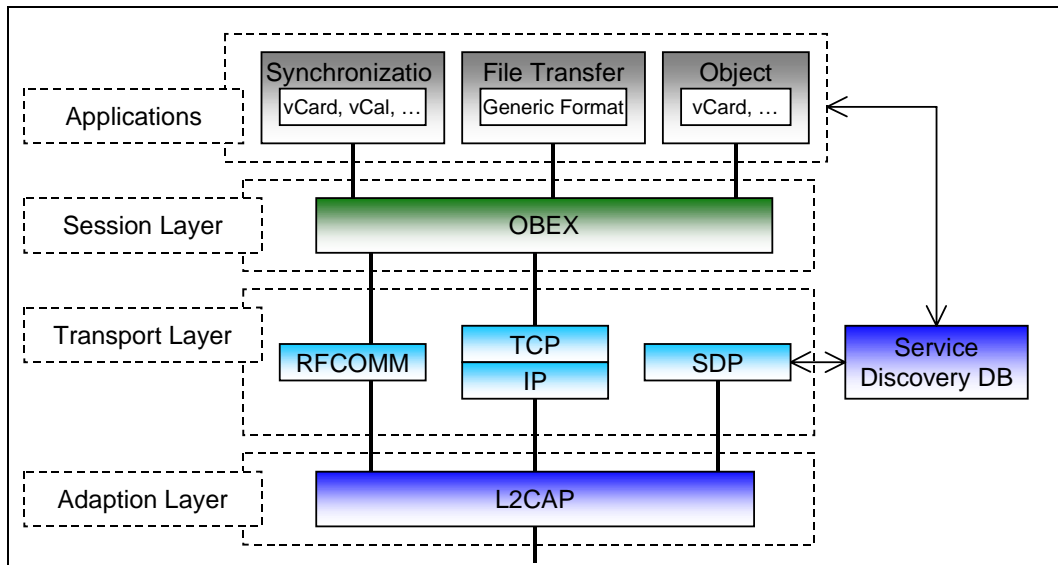 Synchronizatio
File Transfer
Object
vCard, vCal, …
Generic Format
vCard, …
Applications
Session Layer
OBEX
Transport Layer
RFCOMM
TCP
IP
SDP
Service
Discovery DB
Adaption Layer
L2CAP